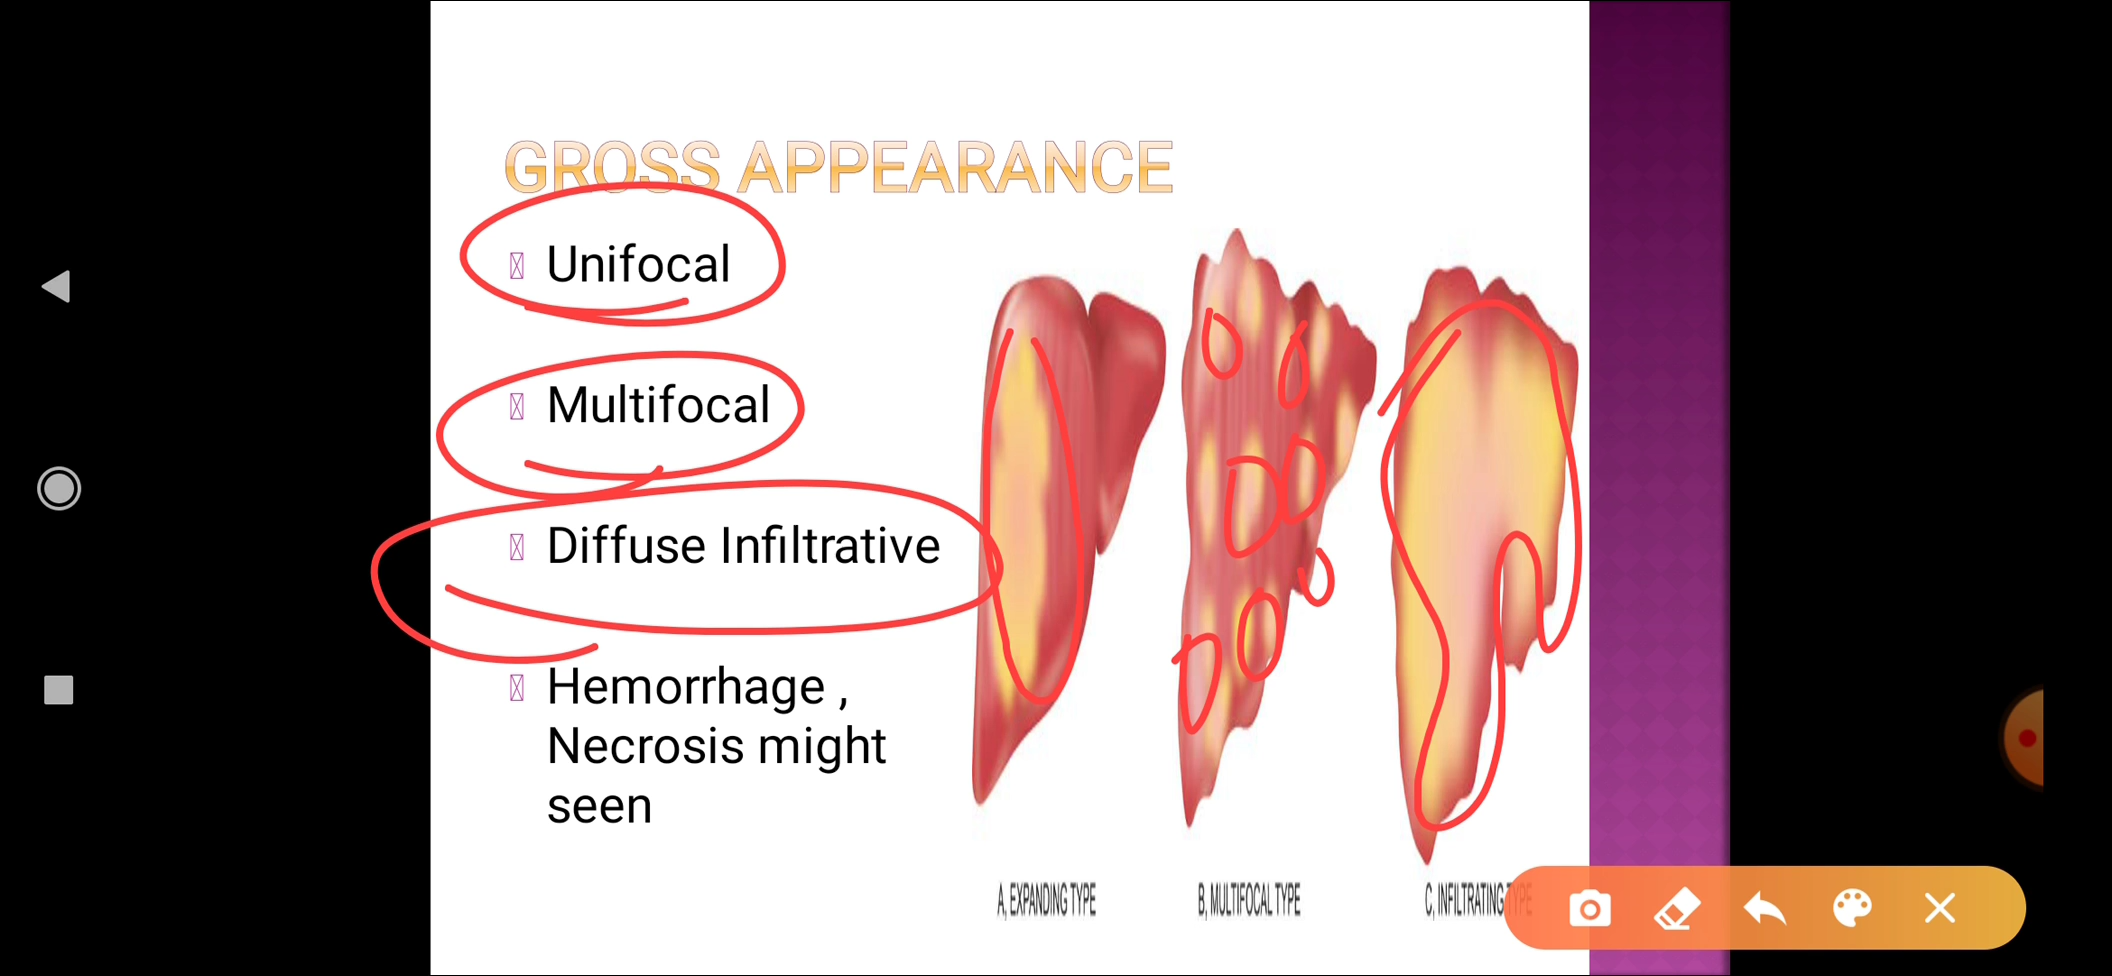 GROSS APPEARANCE
Unifocal
Multifocal
Diffuse Infiltrative
Hemorrhage ,
Necrosis might
seen
A, EXPANDING TYPE
B, MULTIFOCAL TYPE
C, INFILTRATING TYPE